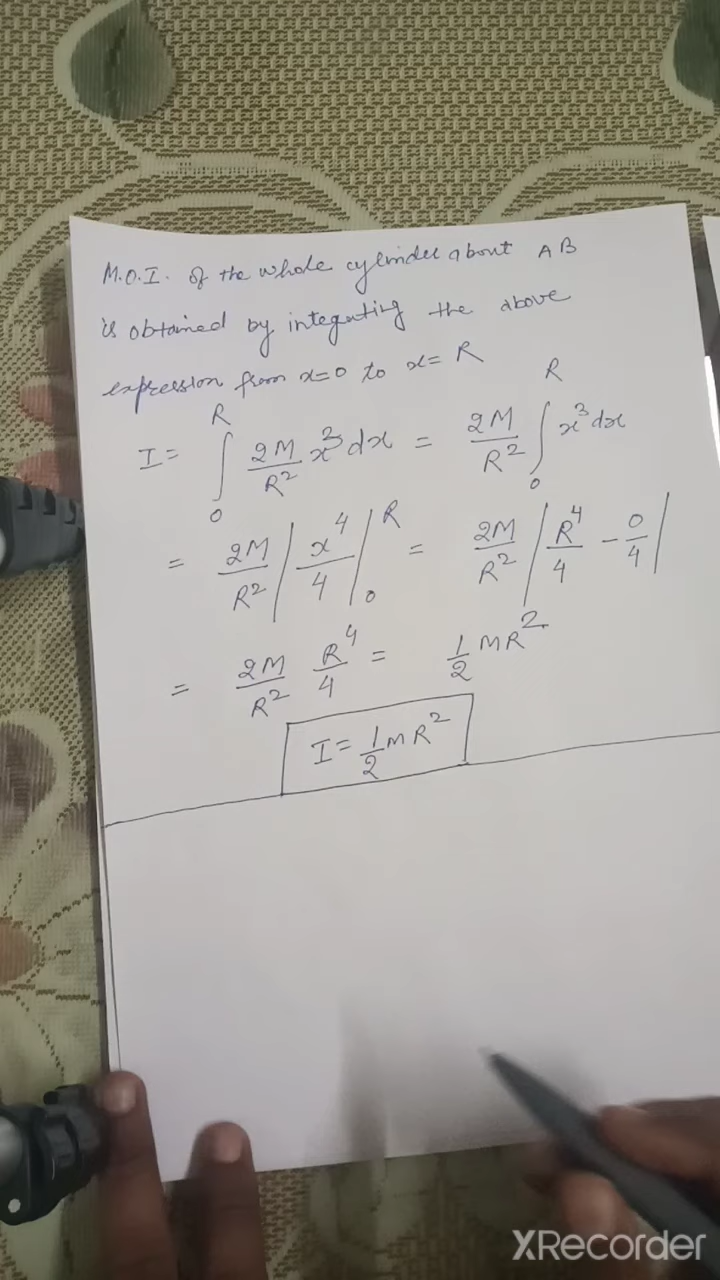 M.O.I. of the whole cylinder about AB
is obtained by integrating the above
expression from x=0 to x= R
I = ∫₀ᴿ 2M/R² x³ dx = 2M/R² ∫₀ᴿ x³ dx
= 2M/R² | x⁴/4 |₀ᴿ = 2M/R² | R⁴/4 - 0/4 |
= 2M/R² R⁴/4 = 1/2 MR²
I = 1/2 MR²
XRecorder